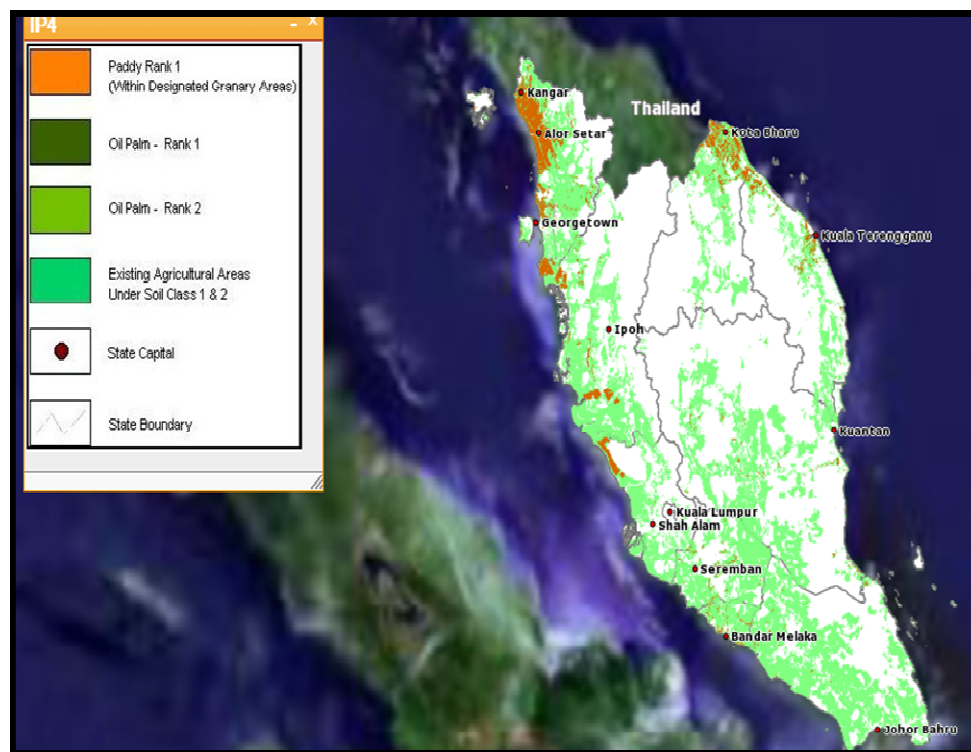 IP4
Paddy Rank 1
(Within Designated Granary Areas)
Oil Palm - Rank 1
Oil Palm - Rank 2
Existing Agricultural Areas
Under Soil Class 1 & 2
State Capital
State Boundary
Thailand
Kangar
Alor Setar
Kota Bharu
Georgetown
Kuala Terengganu
Ipoh
Kuantan
Kuala Lumpur
Shah Alam
Seremban
Bandar Melaka
Johor Bahru